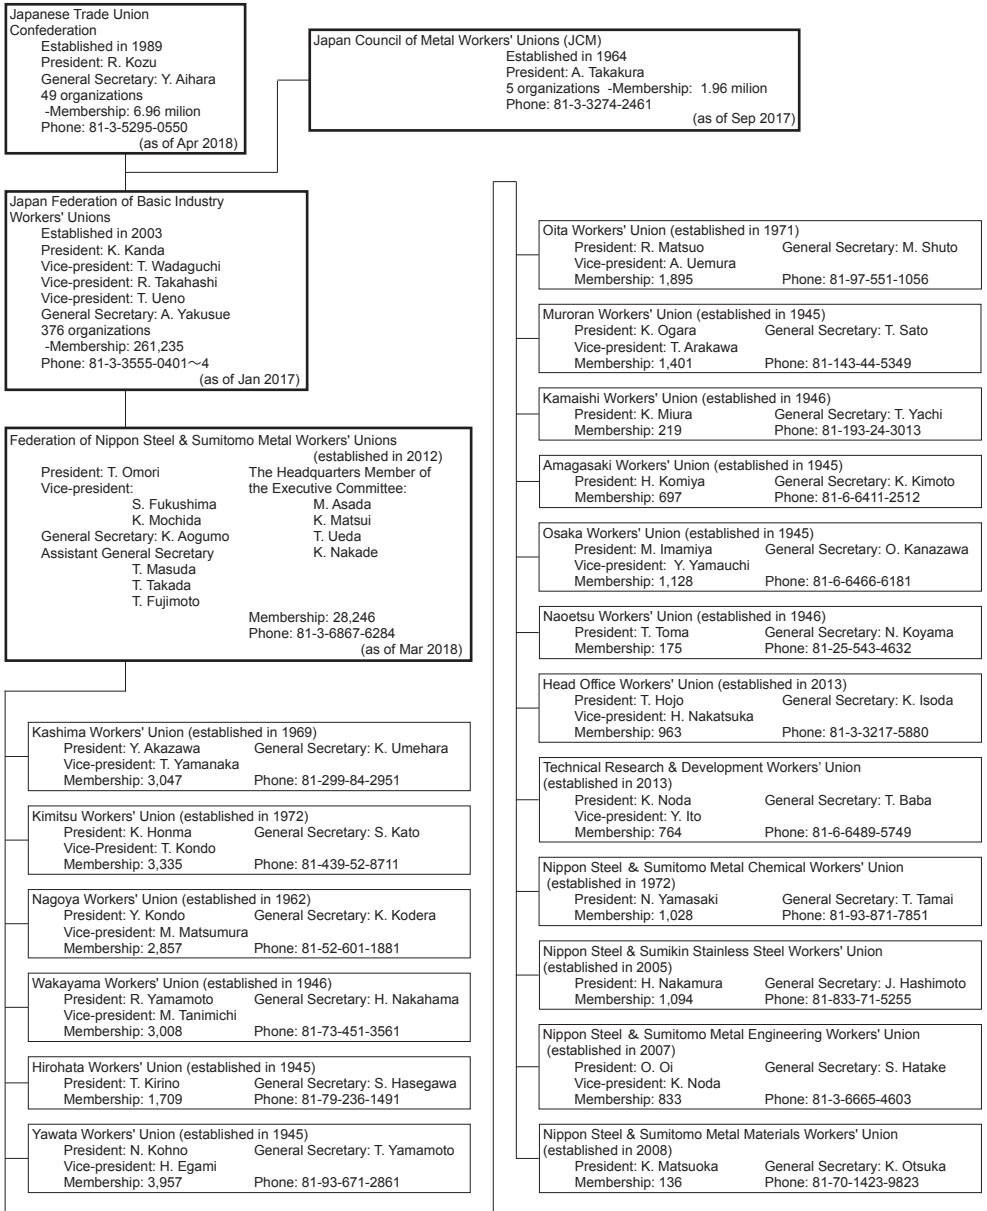 Japanese Trade Union
Confederation
Established in 1989
President: R. Kozu
General Secretary: Y. Aihara
49 organizations
-Membership: 6.96 milion
Phone: 81-3-5295-0550
(as of Apr 2018)
Japan Council of Metal Workers' Unions (JCM)
Established in 1964
President: A. Takakura
5 organizations -Membership: 1.96 milion
Phone: 81-3-3274-2461
(as of Sep 2017)
Japan Federation of Basic Industry
Workers' Unions
Established in 2003
President: K. Kanda
Vice-president: T. Wadaguchi
Vice-president: R. Takahashi
Vice-president: T. Ueno
General Secretary: A. Yakusue
376 organizations
-Membership: 261,235
Phone: 81-3-3555-0401〜4
(as of Jan 2017)
Federation of Nippon Steel & Sumitomo Metal Workers' Unions
(established in 2012)
President: T. Omori
Vice-president:
S. Fukushima
K. Mochida
General Secretary: K. Aogumo
Assistant General Secretary
T. Masuda
T. Takada
T. Fujimoto
The Headquarters Member of
the Executive Committee:
M. Asada
K. Matsui
T. Ueda
K. Nakade
Membership: 28,246
Phone: 81-3-6867-6284
(as of Mar 2018)
Kashima Workers' Union (established in 1969)
President: Y. Akazawa General Secretary: K. Umehara
Vice-president: T. Yamanaka
Membership: 3,047 Phone: 81-299-84-2951
Kimitsu Workers' Union (established in 1972)
President: K. Honma General Secretary: S. Kato
Vice-President: T. Kondo
Membership: 3,335 Phone: 81-439-52-8711
Nagoya Workers' Union (established in 1962)
President: Y. Kondo General Secretary: K. Kodera
Vice-president: M. Matsumura
Membership: 2,857 Phone: 81-52-601-1881
Wakayama Workers' Union (established in 1946)
President: R. Yamamoto General Secretary: H. Nakahama
Vice-president: M. Tanimichi
Membership: 3,008 Phone: 81-73-451-3561
Hirohata Workers' Union (established in 1945)
President: T. Kirino General Secretary: S. Hasegawa
Membership: 1,709 Phone: 81-79-236-1491
Yawata Workers' Union (established in 1945)
President: N. Kohno General Secretary: T. Yamamoto
Vice-president: H. Egami
Membership: 3,957 Phone: 81-93-671-2861
Oita Workers' Union (established in 1971)
President: R. Matsuo General Secretary: M. Shuto
Vice-president: A. Uemura
Membership: 1,895 Phone: 81-97-551-1056
Muroran Workers' Union (established in 1945)
President: K. Ogara General Secretary: T. Sato
Vice-president: T. Arakawa
Membership: 1,401 Phone: 81-143-44-5349
Kamaishi Workers' Union (established in 1946)
President: K. Miura General Secretary: T. Yachi
Membership: 219 Phone: 81-193-24-3013
Amagasaki Workers' Union (established in 1945)
President: H. Komiya General Secretary: K. Kimoto
Membership: 697 Phone: 81-6-6411-2512
Osaka Workers' Union (established in 1945)
President: M. Imamiya General Secretary: O. Kanazawa
Vice-president: Y. Yamauchi
Membership: 1,128 Phone: 81-6-6466-6181
Naoetsu Workers' Union (established in 1946)
President: T. Toma General Secretary: N. Koyama
Membership: 175 Phone: 81-25-543-4632
Head Office Workers' Union (established in 2013)
President: T. Hojo General Secretary: K. Isoda
Vice-president: H. Nakatsuka
Membership: 963 Phone: 81-3-3217-5880
Technical Research & Development Workers' Union
(established in 2013)
President: K. Noda General Secretary: T. Baba
Vice-president: Y. Ito
Membership: 764 Phone: 81-6-6489-5749
Nippon Steel & Sumitomo Metal Chemical Workers' Union
(established in 1972)
President: N. Yamasaki General Secretary: T. Tamai
Membership: 1,028 Phone: 81-93-871-7851
Nippon Steel & Sumikin Stainless Steel Workers' Union
(established in 2005)
President: H. Nakamura General Secretary: J. Hashimoto
Membership: 1,094 Phone: 81-833-71-5255
Nippon Steel & Sumitomo Metal Engineering Workers' Union
(established in 2007)
President: O. Oi General Secretary: S. Hatake
Vice-president: K. Noda
Membership: 833 Phone: 81-3-6665-4603
Nippon Steel & Sumitomo Metal Materials Workers' Union
(established in 2008)
President: K. Matsuoka General Secretary: K. Otsuka
Membership: 136 Phone: 81-70-1423-9823